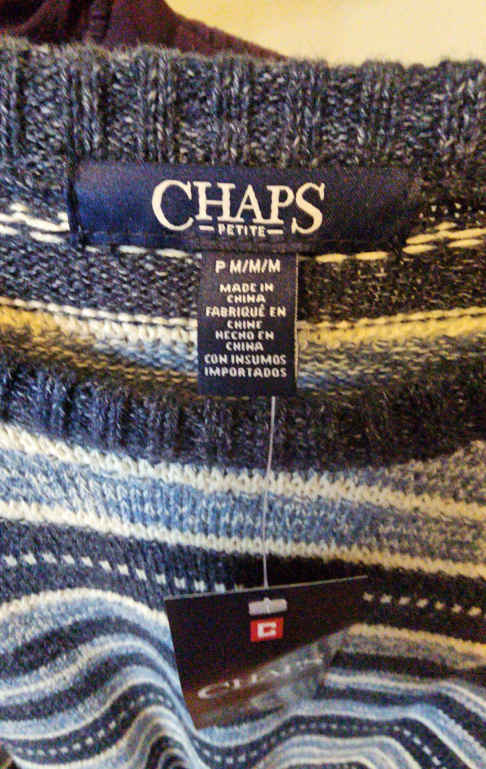 CHAPS
PETITE
P M/M/M
MADE IN
CHINA
FABRIQUÉ EN
CHINE
HECHO EN
CHINA
CON INSUMOS
IMPORTADOS
C
CHAPS